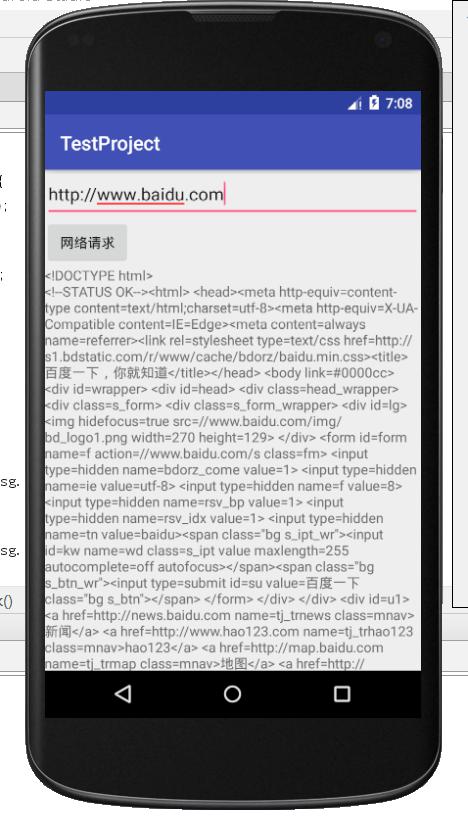 7:08
TestProject
http://www.baidu.com
网络请求
<!DOCTYPE html>
<!--STATUS OK--><html> <head><meta http-equiv=content-
type content=text/html;charset=utf-8><meta http-equiv=X-UA-
Compatible content=IE=Edge><meta content=always
name=referrer><link rel=stylesheet type=text/css href=http://
s1.bdstatic.com/r/www/cache/bdorz/baidu.min.css><title>
百度一下，你就知道</title></head> <body link=#0000cc>
<div id=wrapper> <div id=head> <div class=head_wrapper>
<div class=s_form> <div class=s_form_wrapper> <div id=lg>
<img hidefocus=true src=//www.baidu.com/img/
bd_logo1.png width=270 height=129> </div> <form id=form
name=f action=//www.baidu.com/s class=fm> <input
type=hidden name=bdorz_come value=1> <input type=hidden
name=ie value=utf-8> <input type=hidden name=f value=8>
<input type=hidden name=rsv_bp value=1> <input
type=hidden name=rsv_idx value=1> <input type=hidden
name=tn value=baidu><span class="bg s_ipt_wr"><input
id=kw name=wd class=s_ipt value maxlength=255
autocomplete=off autofocus></span><span class="bg
s_btn_wr"><input type=submit id=su value=百度一下
class="bg s_btn"></span> </form> </div> </div> <div id=u1>
<a href=http://news.baidu.com name=tj_trnews class=mnav>
新闻</a> <a href=http://www.hao123.com name=tj_trhao123
class=mnav>hao123</a> <a href=http://map.baidu.com
name=tj_trmap class=mnav>地图</a> <a href=http://
{
);
;
msg.
msg.
k()